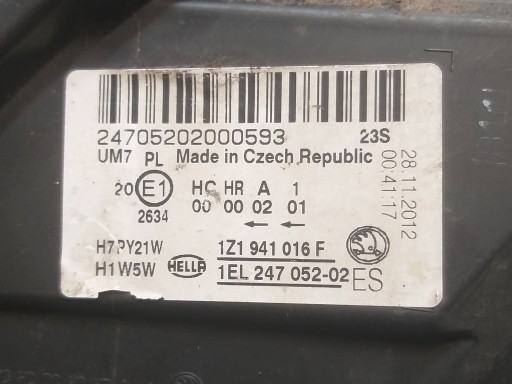 24705202000593 23S
UM7 PL Made in Czech Republic
28.11.2012
00:41:17
20 E1 HC HR A 1
2634 00 00 02 01
H7PY21W 1Z1 941 016 F
H1W5W HELLA 1EL 247 052-02 ES